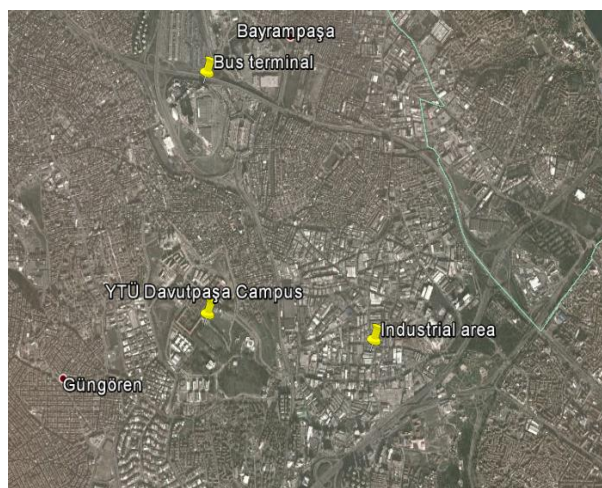 Bayrampaşa
Bus terminal
YTÜ Davutpaşa Campus
Industrial area
Güngören